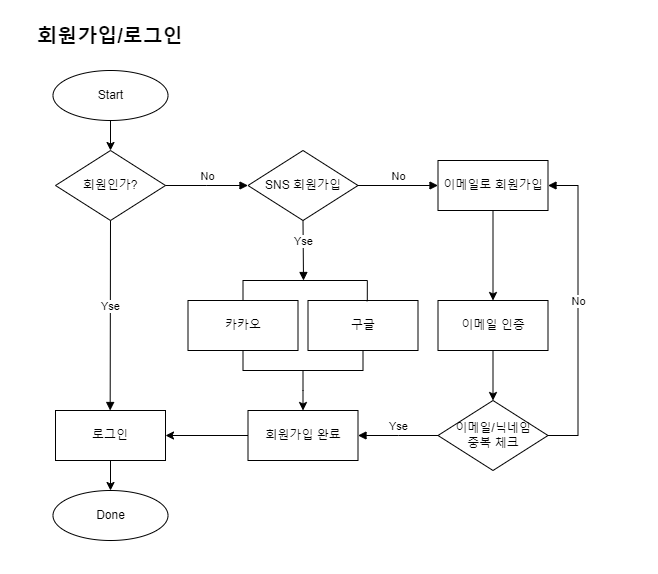 회원가입/로그인
Start
회원인가?
No
SNS 회원가입
No
이메일로 회원가입
Yse
Yse
No
카카오
구글
이메일 인증
로그인
회원가입 완료
Yse
이메일/닉네임
중복 체크
Done